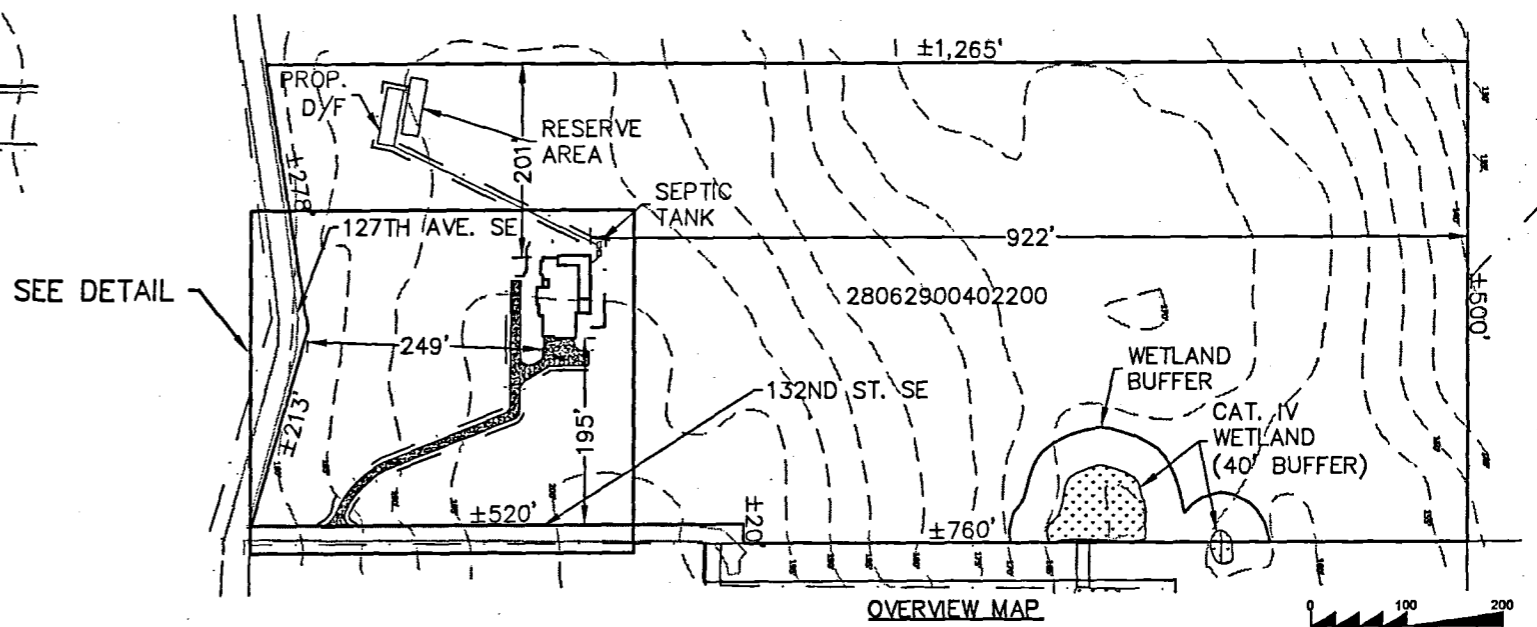 ±1,265'
PROP.
D/F
RESERVE
AREA
201'
±278'
SEPTIC
TANK
127TH AVE. SE
922'
SEE DETAIL
28062900402200
±500'
249'
WETLAND
BUFFER
132ND ST. SE
CAT. IV
WETLAND
(40' BUFFER)
±213'
195'
±520'
±20'
±760'
OVERVIEW MAP
0 100 200